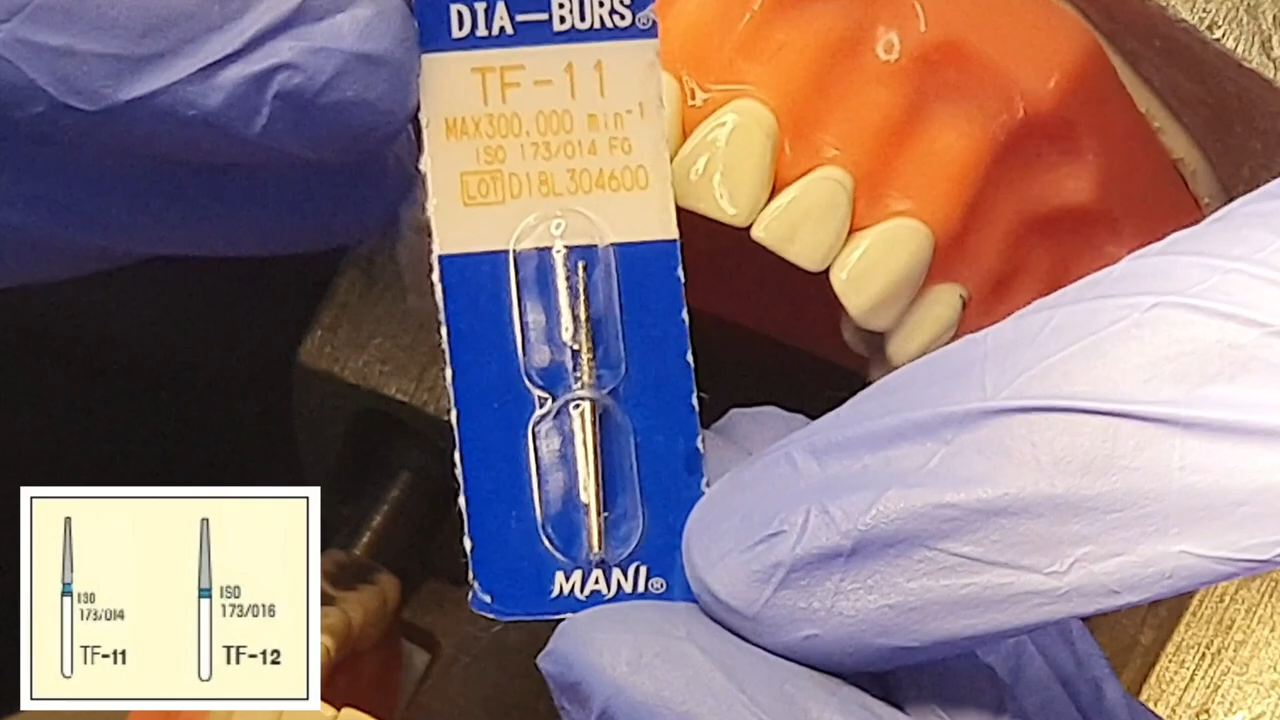 DIA-BURS®
TF-11
MAX300,000 min⁻¹
ISO 173/014 FG
LOT D18L304600
MANI®
ISO
173/014
TF-11
ISO
173/016
TF-12